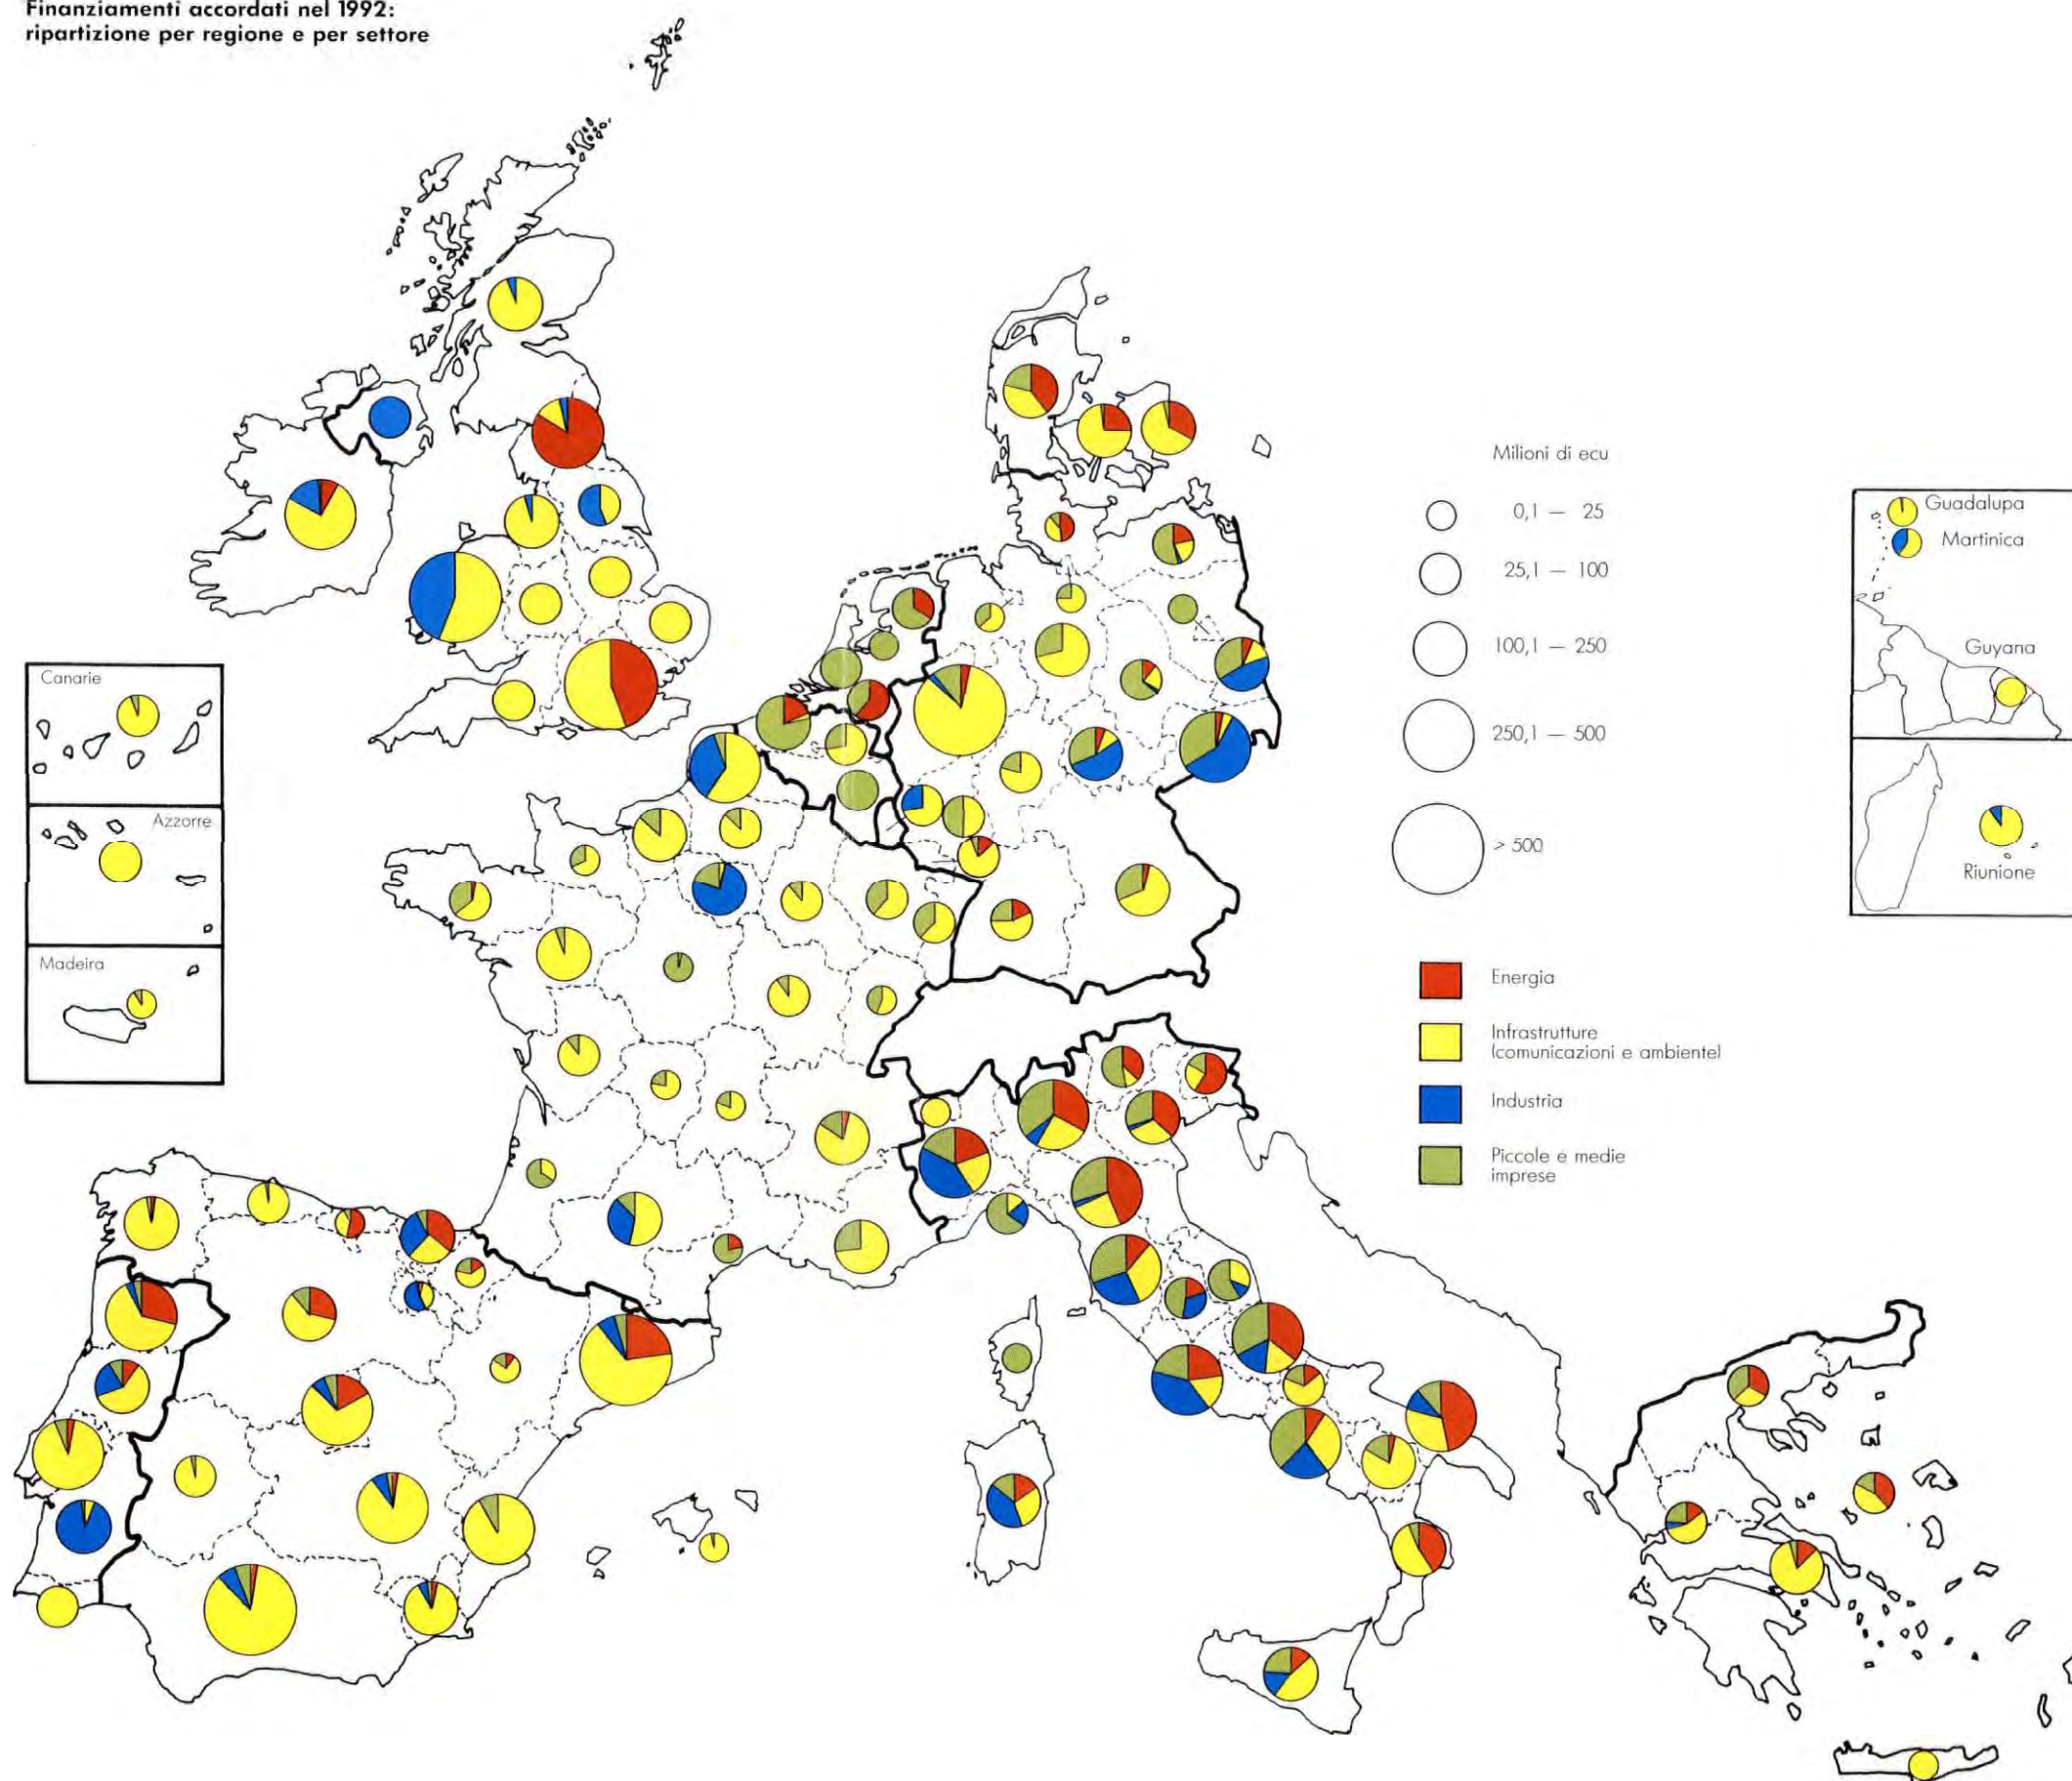 Finanziamenti accordati nel 1992:
ripartizione per regione e per settore
Milioni di ecu
0,1 — 25
25,1 — 100
100,1 — 250
250,1 — 500
> 500
Energia
Infrastrutture
(comunicazioni e ambiente)
Industria
Piccole e medie
imprese
Canarie
Azzorre
Madeira
Guadalupa
Martinica
Guyana
Riunione